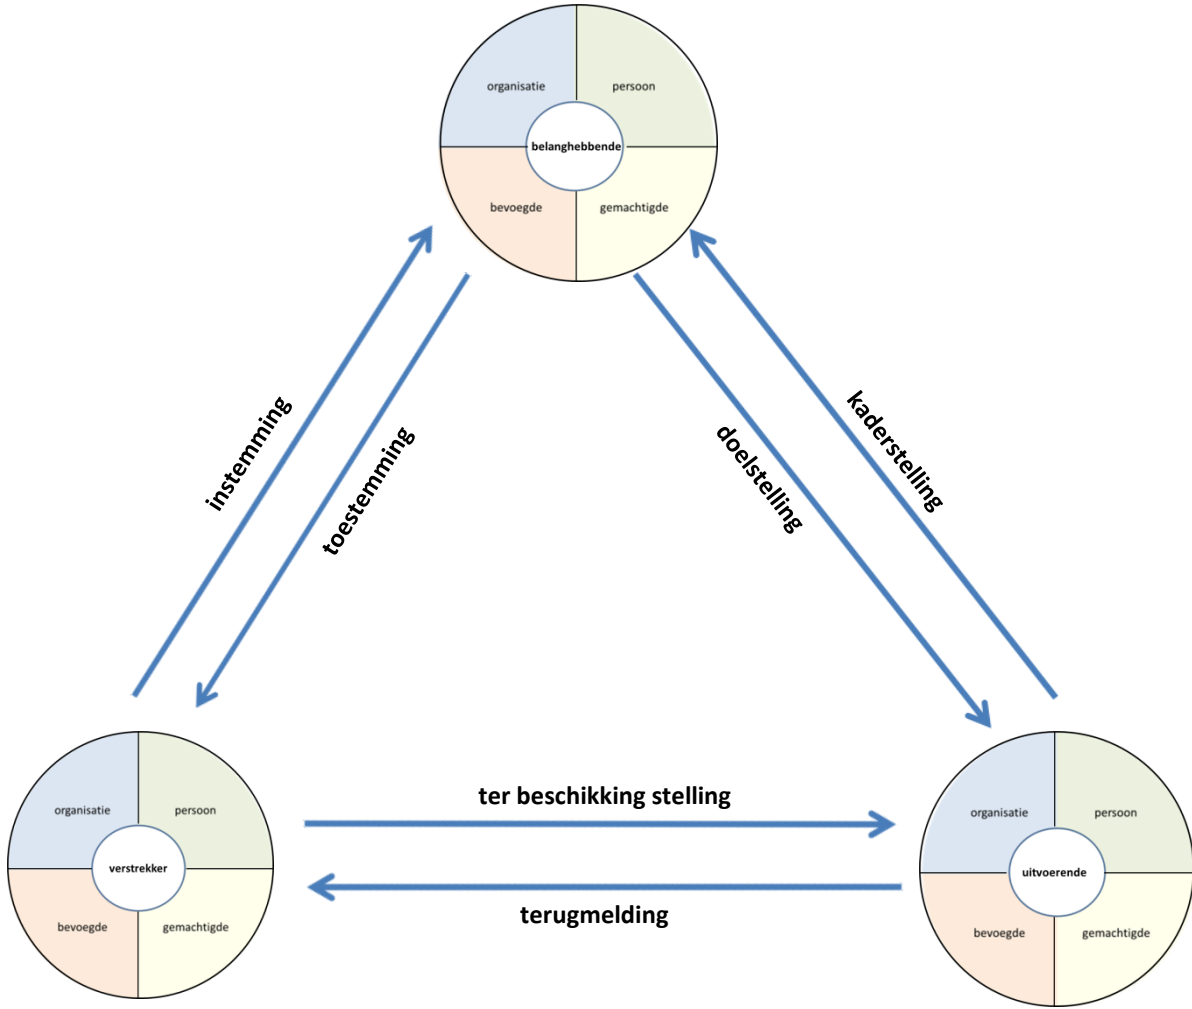 organisatie
persoon
belanghebbende
bevoegde
gemachtigde
instemming
toestemming
doelstelling
kaderstelling
organisatie
persoon
verstrekker
bevoegde
gemachtigde
ter beschikking stelling
terugmelding
organisatie
persoon
uitvoerende
bevoegde
gemachtigde